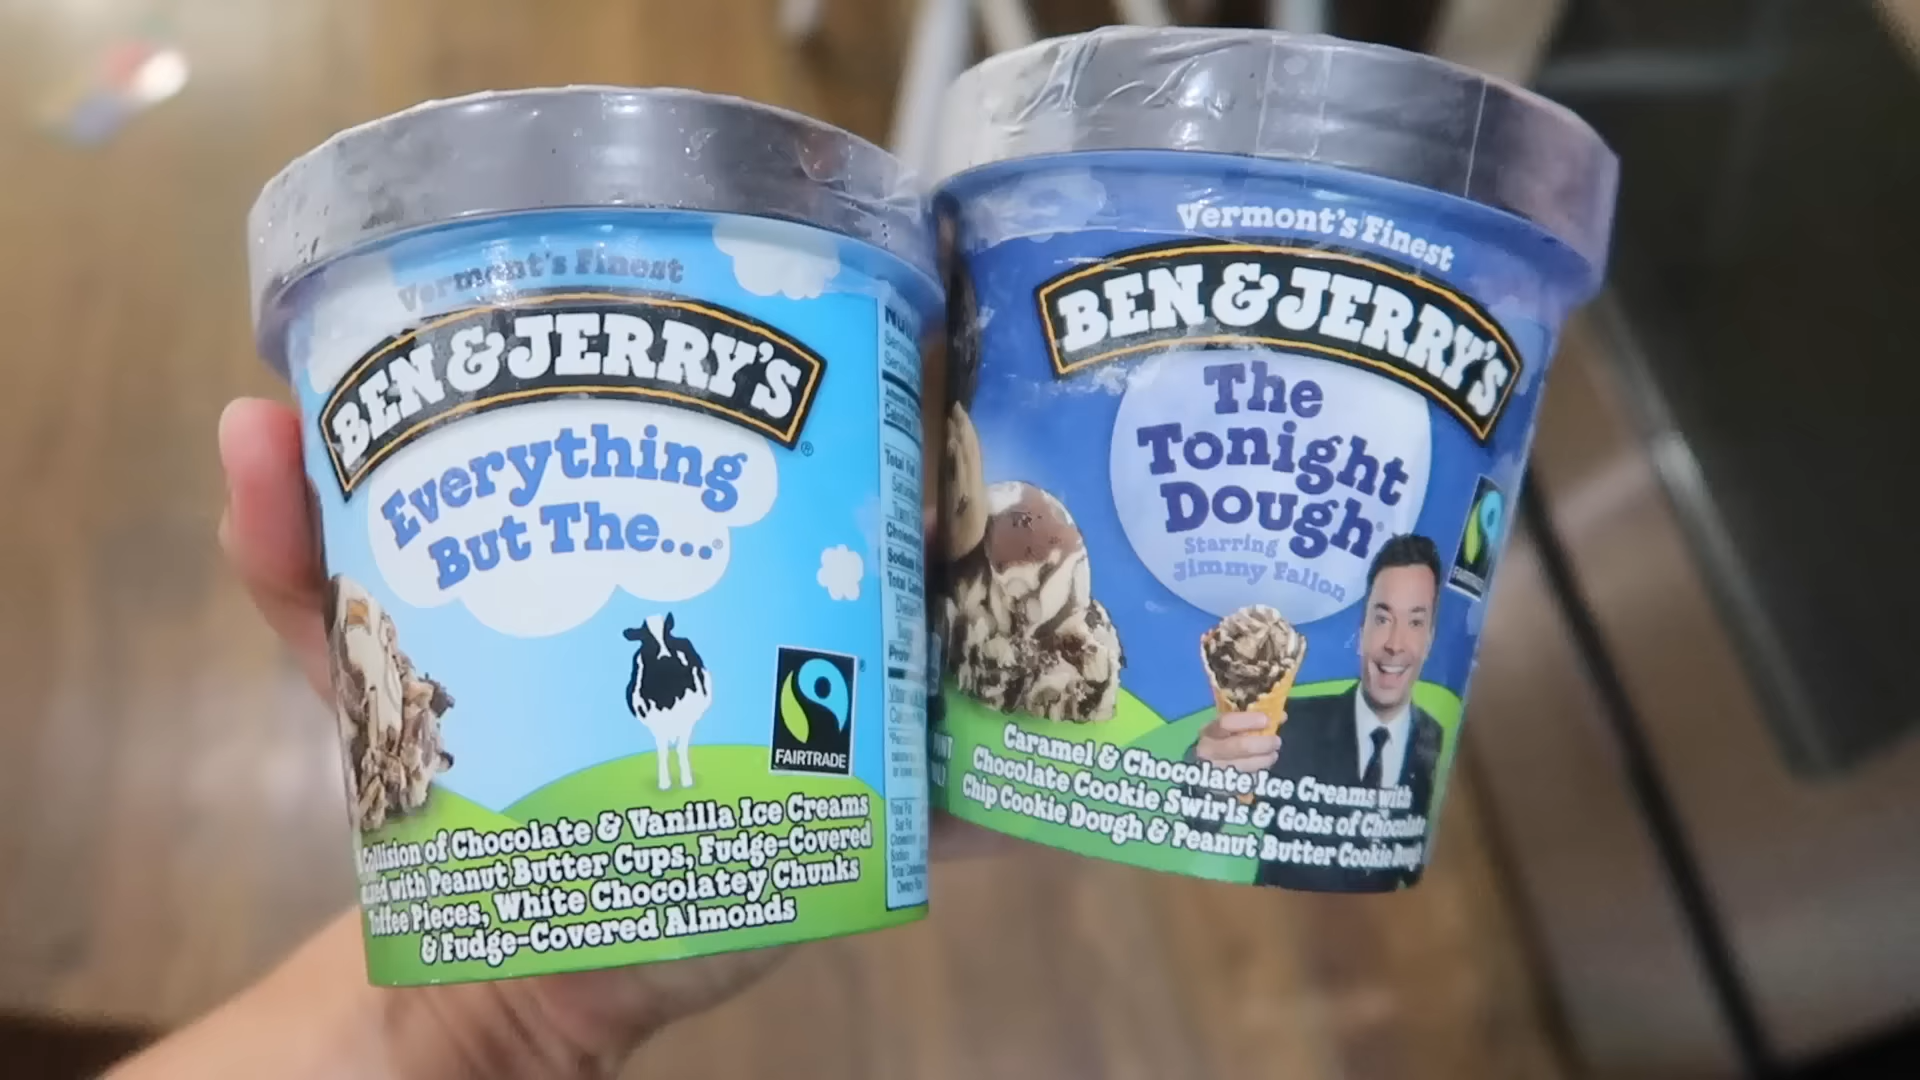 Vermont's Finest
BEN & JERRY'S®
Everything
But The...®
FAIRTRADE
Collision of Chocolate & Vanilla Ice Creams
with Peanut Butter Cups, Fudge-Covered
Toffee Pieces, White Chocolatey Chunks
& Fudge-Covered Almonds
Vermont's Finest
BEN & JERRY'S
The
Tonight
Dough
Starring
Jimmy Fallon
FAIRTRADE
Caramel & Chocolate Ice Creams with
Chocolate Cookie Swirls & Gobs of Chocolate
Chip Cookie Dough & Peanut Butter Cookie Dough